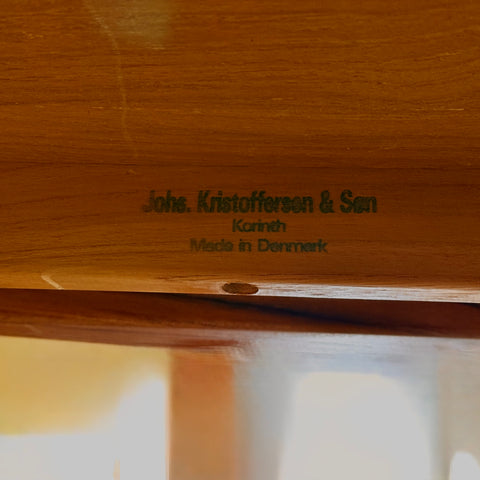 Johs. Kristoffersen & Søn
Korinth
Made in Denmark